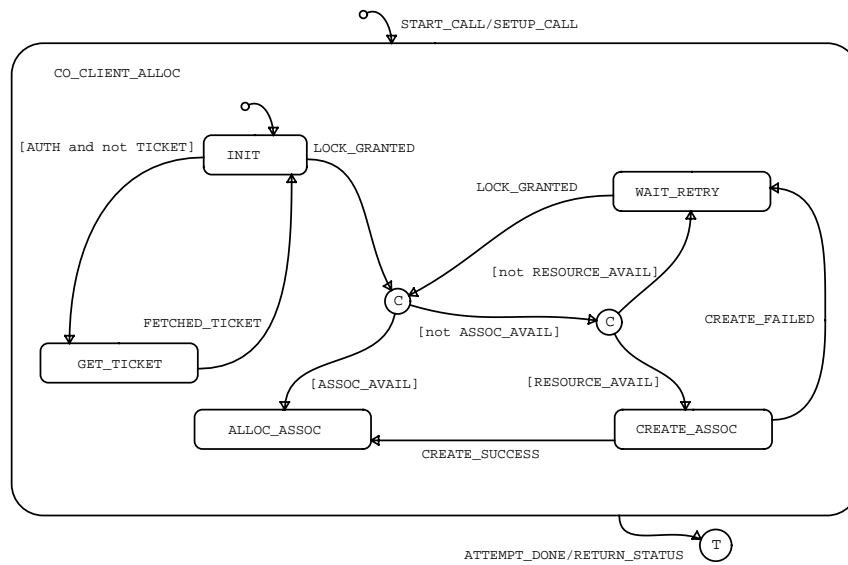 START_CALL/SETUP_CALL
CO_CLIENT_ALLOC
[AUTH and not TICKET]
INIT
LOCK_GRANTED
LOCK_GRANTED
WAIT_RETRY
[not RESOURCE_AVAIL]
C
FETCHED_TICKET
[not ASSOC_AVAIL]
C
CREATE_FAILED
GET_TICKET
[ASSOC_AVAIL]
[RESOURCE_AVAIL]
ALLOC_ASSOC
CREATE_ASSOC
CREATE_SUCCESS
ATTEMPT_DONE/RETURN_STATUS
T